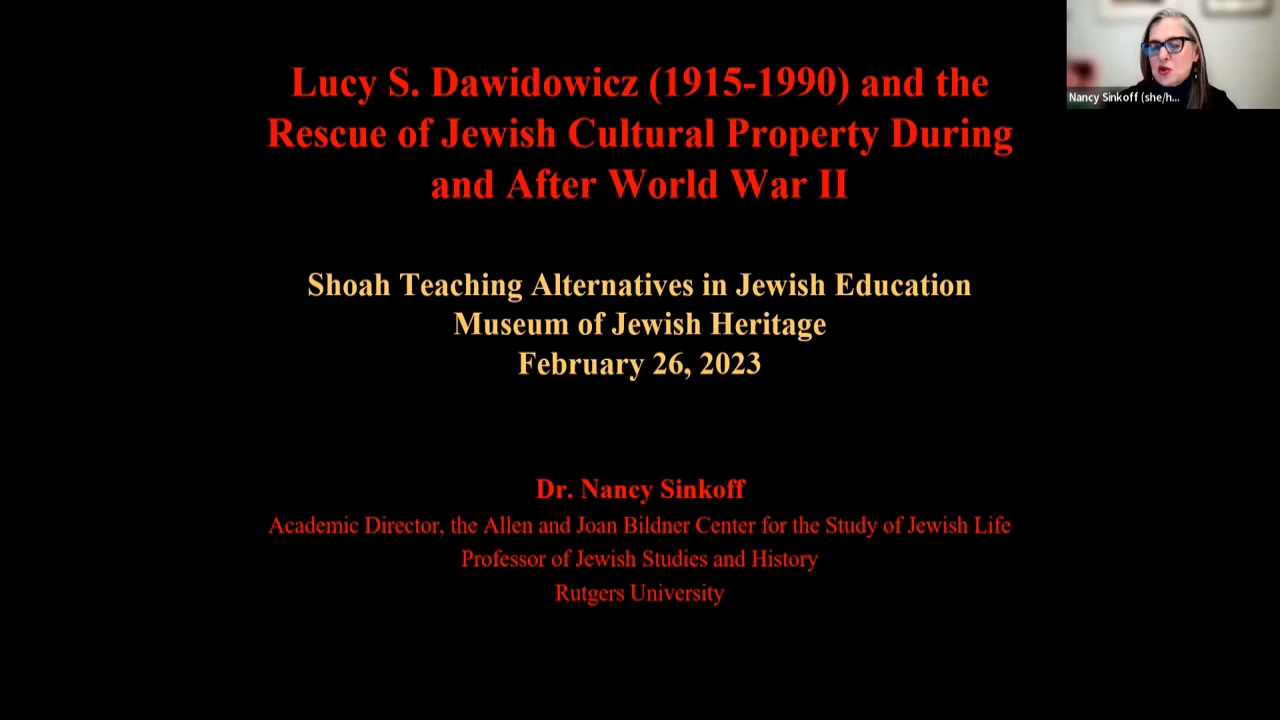 Lucy S. Dawidowicz (1915-1990) and the
Rescue of Jewish Cultural Property During
and After World War II
Shoah Teaching Alternatives in Jewish Education
Museum of Jewish Heritage
February 26, 2023
Dr. Nancy Sinkoff
Academic Director, the Allen and Joan Bildner Center for the Study of Jewish Life
Professor of Jewish Studies and History
Rutgers University
Nancy Sinkoff (she/h...